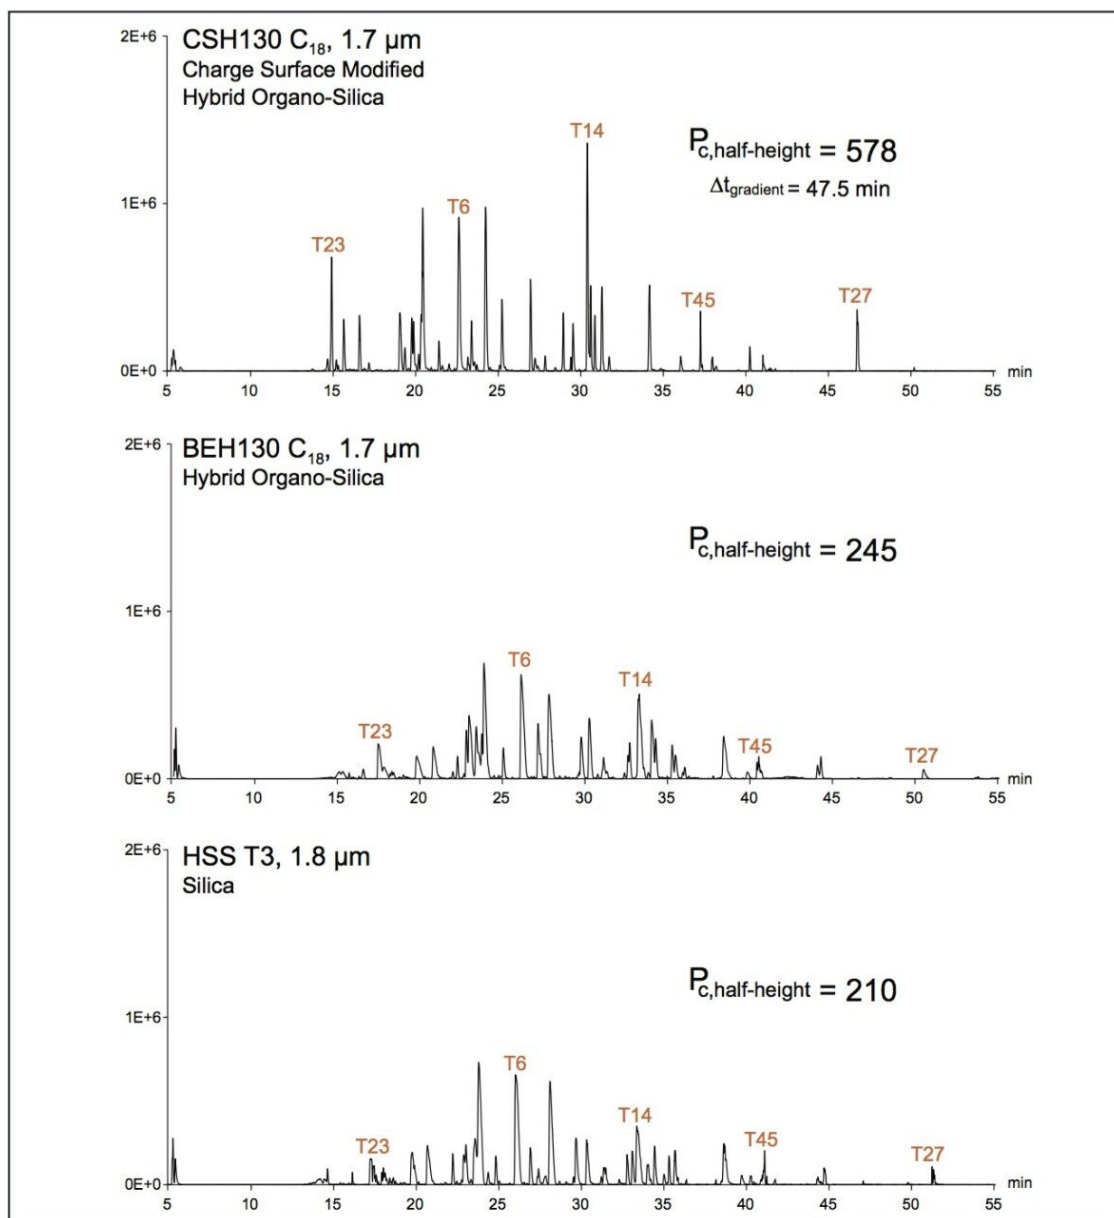 2E+6
CSH130 C₁₈, 1.7 µm
Charge Surface Modified
Hybrid Organo-Silica
T14
P c,half-height = 578
Δt gradient = 47.5 min
1E+6
T6
T23
T45
T27
0E+0
min
5 10 15 20 25 30 35 40 45 50 55
2E+6
BEH130 C₁₈, 1.7 µm
Hybrid Organo-Silica
P c,half-height = 245
1E+6
T6
T14
T23
T45
T27
0E+0
min
5 10 15 20 25 30 35 40 45 50 55
2E+6
HSS T3, 1.8 µm
Silica
P c,half-height = 210
1E+6
T6
T14
T23
T45
T27
0E+0
min
5 10 15 20 25 30 35 40 45 50 55